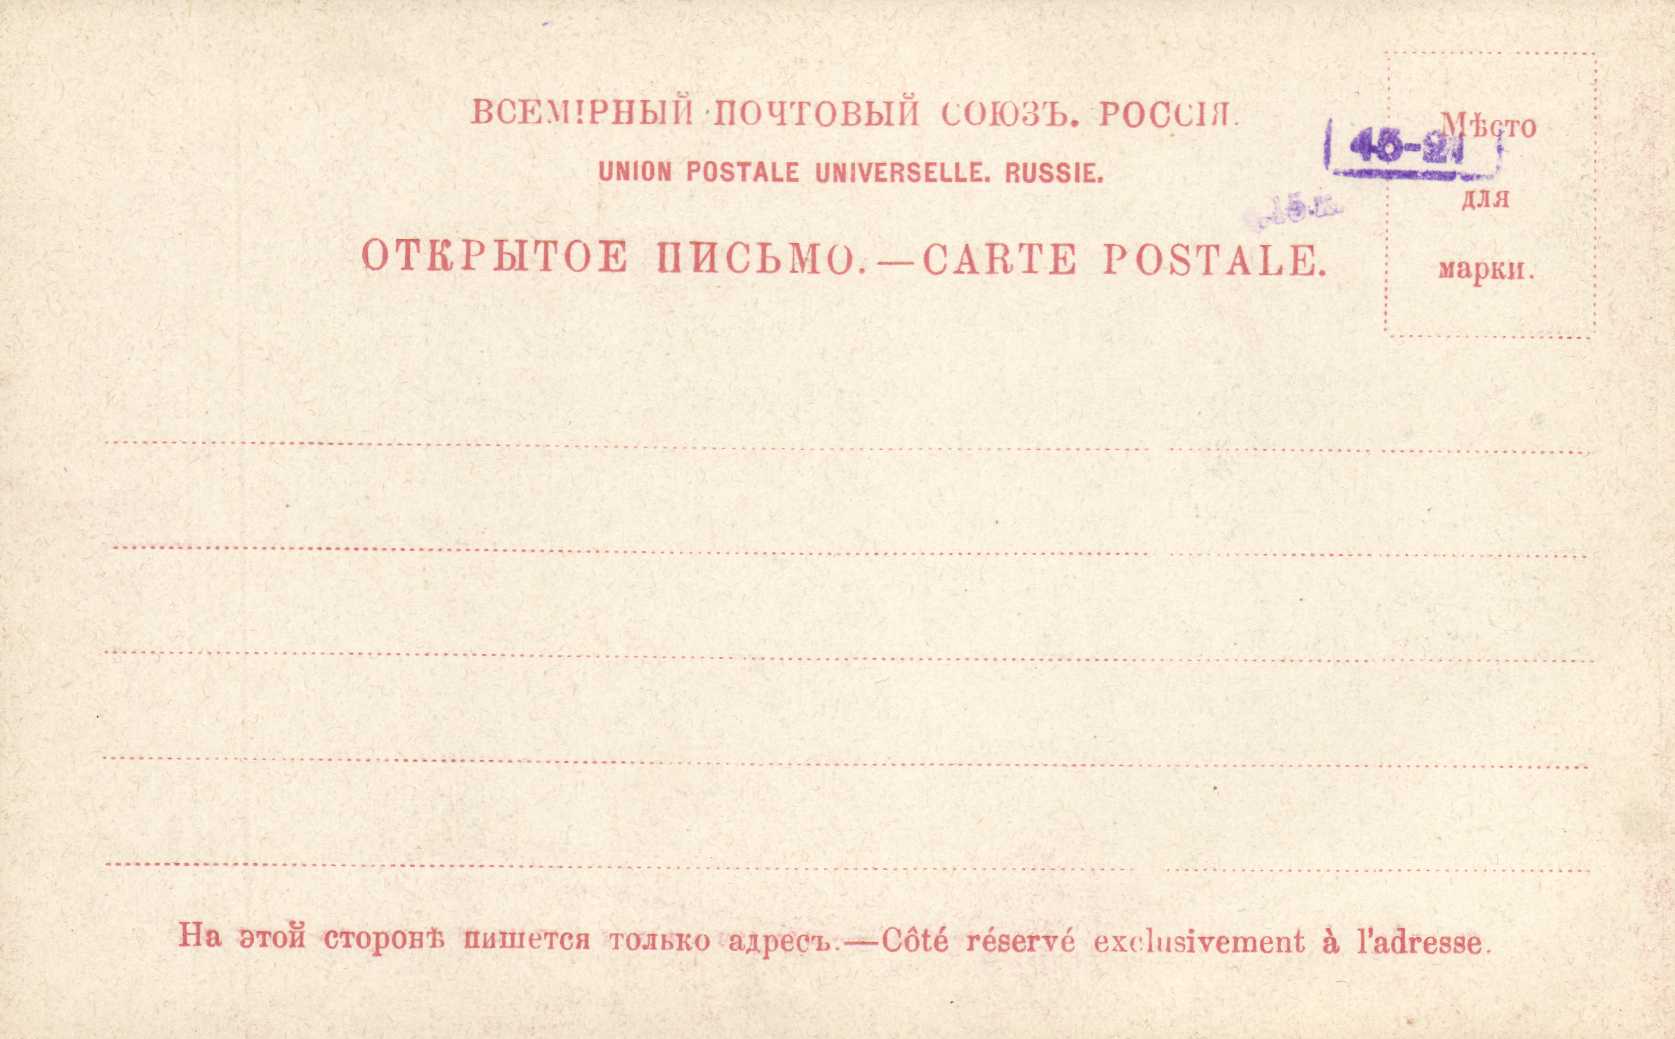 ВСЕМІРНЫЙ ПОЧТОВЫЙ СОЮЗЪ. РОССІЯ.
UNION POSTALE UNIVERSELLE. RUSSIE.
ОТКРЫТОЕ ПИСЬМО.—CARTE POSTALE.
Мѣсто
для
марки.
На этой сторонѣ пишется только адресъ.—Côté réservé exclusivement à l'adresse.